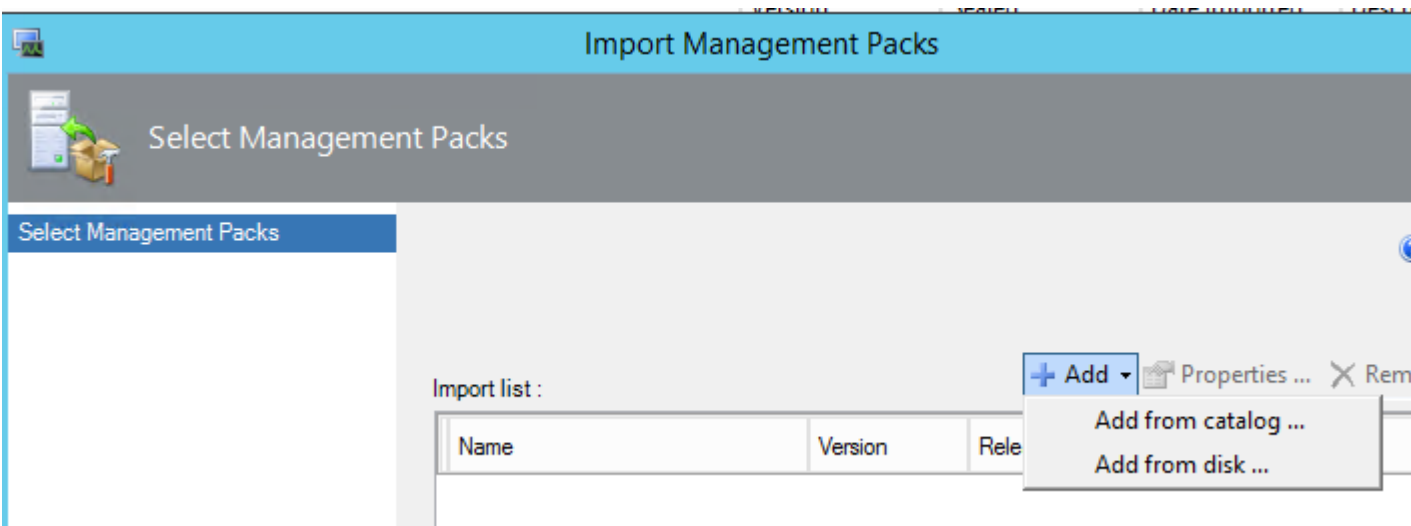 Import Management Packs
Select Management Packs
Select Management Packs
Add Properties ...
Import list :
Add from catalog ...
Name Version
Add from disk ...